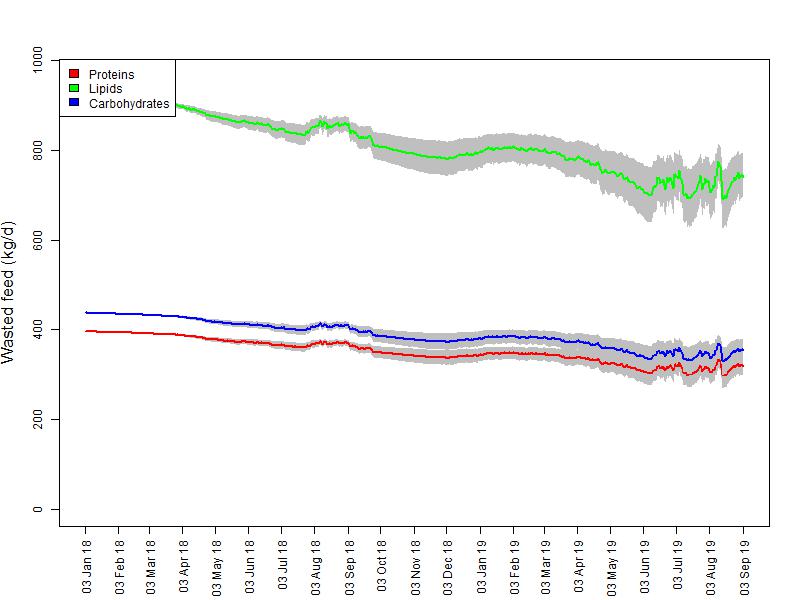 Proteins
Lipids
Carbohydrates
Wasted feed (kg/d)
1000
800
600
400
200
0
03 Jan 18
03 Feb 18
03 Mar 18
03 Apr 18
03 May 18
03 Jun 18
03 Jul 18
03 Aug 18
03 Sep 18
03 Oct 18
03 Nov 18
03 Dec 18
03 Jan 19
03 Feb 19
03 Mar 19
03 Apr 19
03 May 19
03 Jun 19
03 Jul 19
03 Aug 19
03 Sep 19